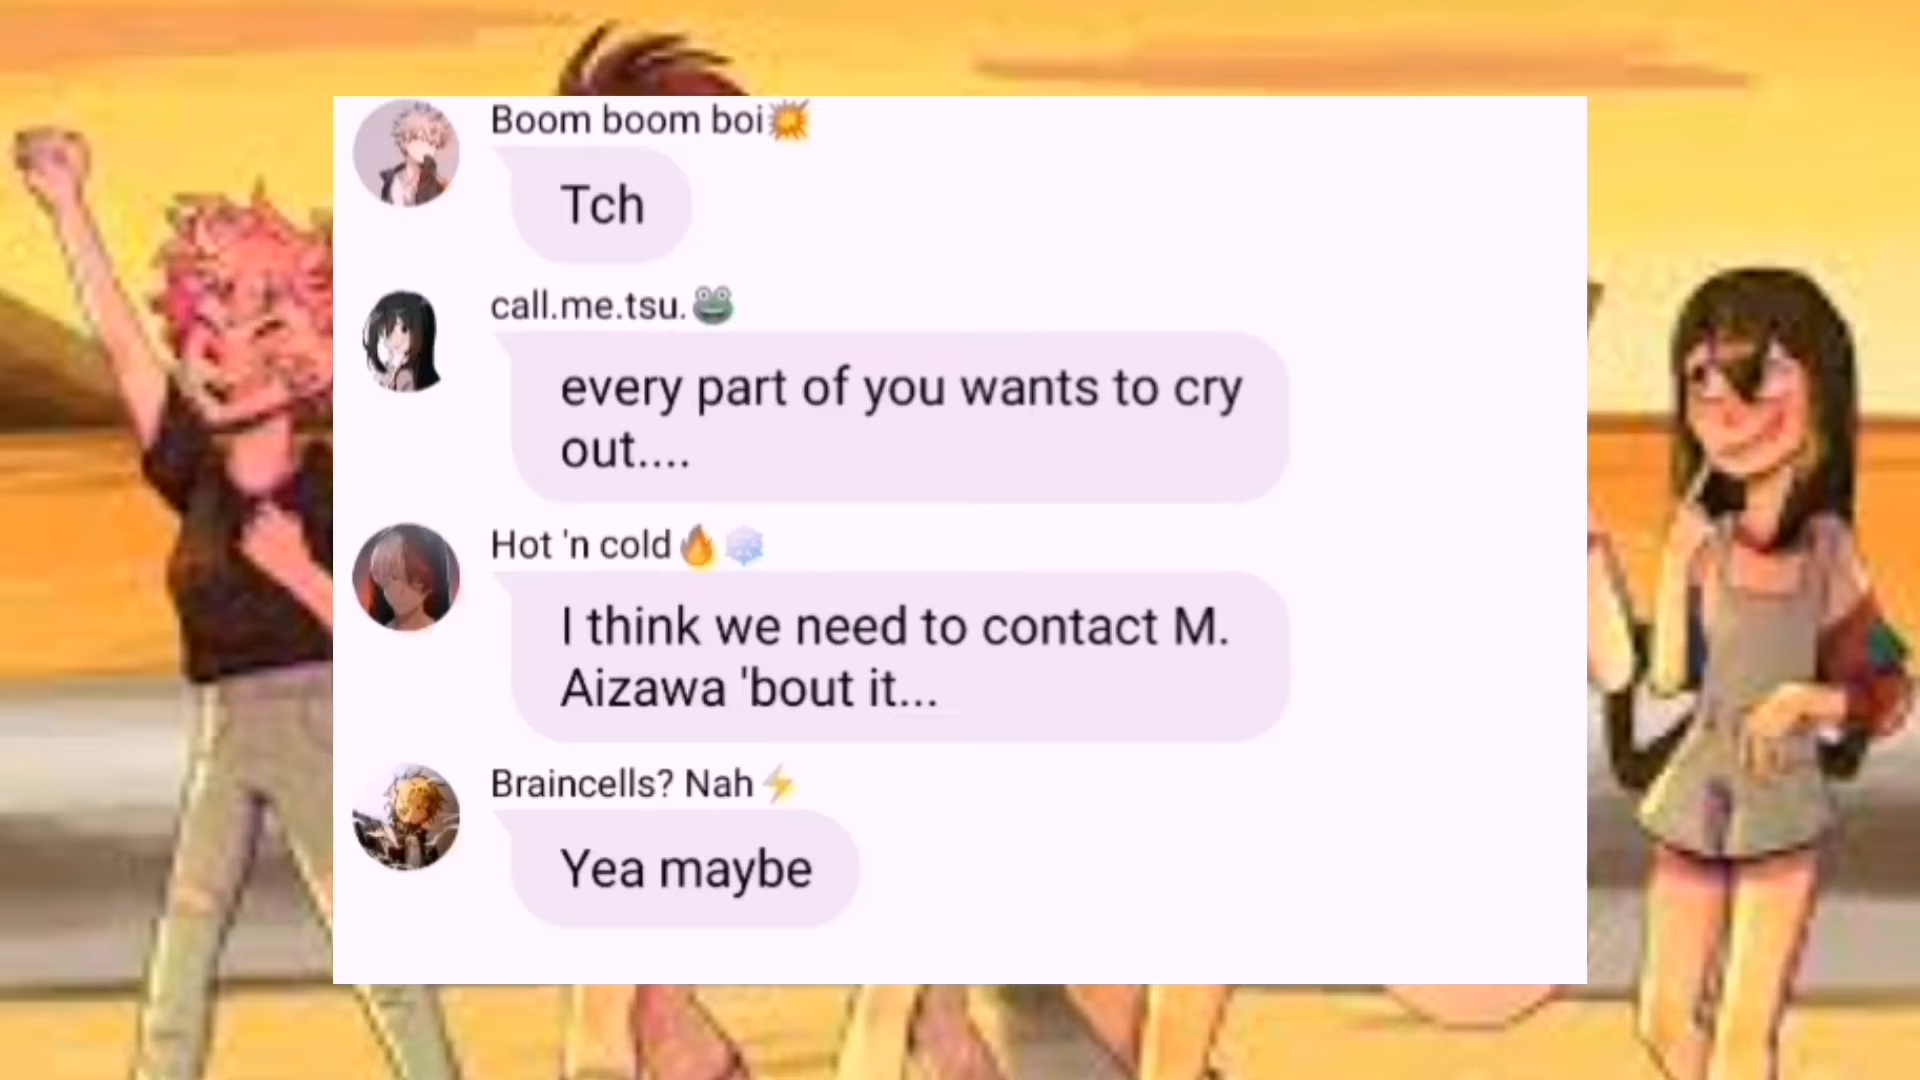 Boom boom boi💥
Tch
call.me.tsu.🐸
every part of you wants to cry
out....
Hot 'n cold🔥❄️
I think we need to contact M.
Aizawa 'bout it...
Braincells? Nah⚡
Yea maybe